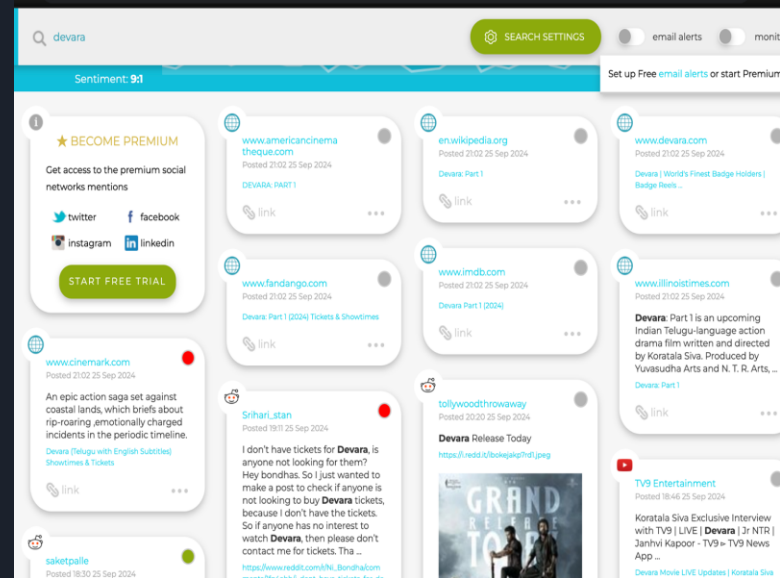 devara
SEARCH SETTINGS
email alerts
monit
Sentiment: 9:1
Set up Free email alerts or start Premium
BECOME PREMIUM
Get access to the premium social
networks mentions
twitter
facebook
instagram
linkedin
START FREE TRIAL
www.cinemark.com
Posted 21:02 25 Sep 2024
An epic action saga set against
coastal lands, which briefs about
rip-roaring ,emotionally charged
incidents in the periodic timeline.
Devara (Telugu with English Subtitles)
Showtimes & Tickets
link
saketpalle
Posted 18:30 25 Sep 2024
www.americancinema
theque.com
Posted 21:02 25 Sep 2024
DEVARA: PART 1
link
www.fandango.com
Posted 21:02 25 Sep 2024
Devara: Part 1 (2024) Tickets & Showtimes
link
Srihari_stan
Posted 19:11 25 Sep 2024
I don't have tickets for Devara, is
anyone not looking for them?
Hey bondhas. So I just wanted to
make a post to check if anyone is
not looking to buy Devara tickets,
because I don't have the tickets.
So if anyone has no interest to
watch Devara, then please don't
contact me for tickets. Tha ...
https://www.reddit.com/r/Ni_Bondha/com
en.wikipedia.org
Posted 21:02 25 Sep 2024
Devara: Part 1
link
www.imdb.com
Posted 21:02 25 Sep 2024
Devara Part 1 (2024)
link
tollywoodthrowaway
Posted 20:20 25 Sep 2024
Devara Release Today
https://i.redd.it/ibokejakp7rd1.jpeg
GRAND
RELEASE
www.devara.com
Posted 21:02 25 Sep 2024
Devara | World's Finest Badge Holders |
Badge Reels ...
link
www.illinoistimes.com
Posted 21:02 25 Sep 2024
Devara: Part 1 is an upcoming
Indian Telugu-language action
drama film written and directed
by Koratala Siva. Produced by
Yuvasudha Arts and N. T. R. Arts, ...
Devara: Part 1
link
TV9 Entertainment
Posted 18:46 25 Sep 2024
Koratala Siva Exclusive Interview
with TV9 | LIVE | Devara | Jr NTR |
Janhvi Kapoor - TV9 ► TV9 News
App ...
Devara Movie LIVE Updates | Koratala Siva